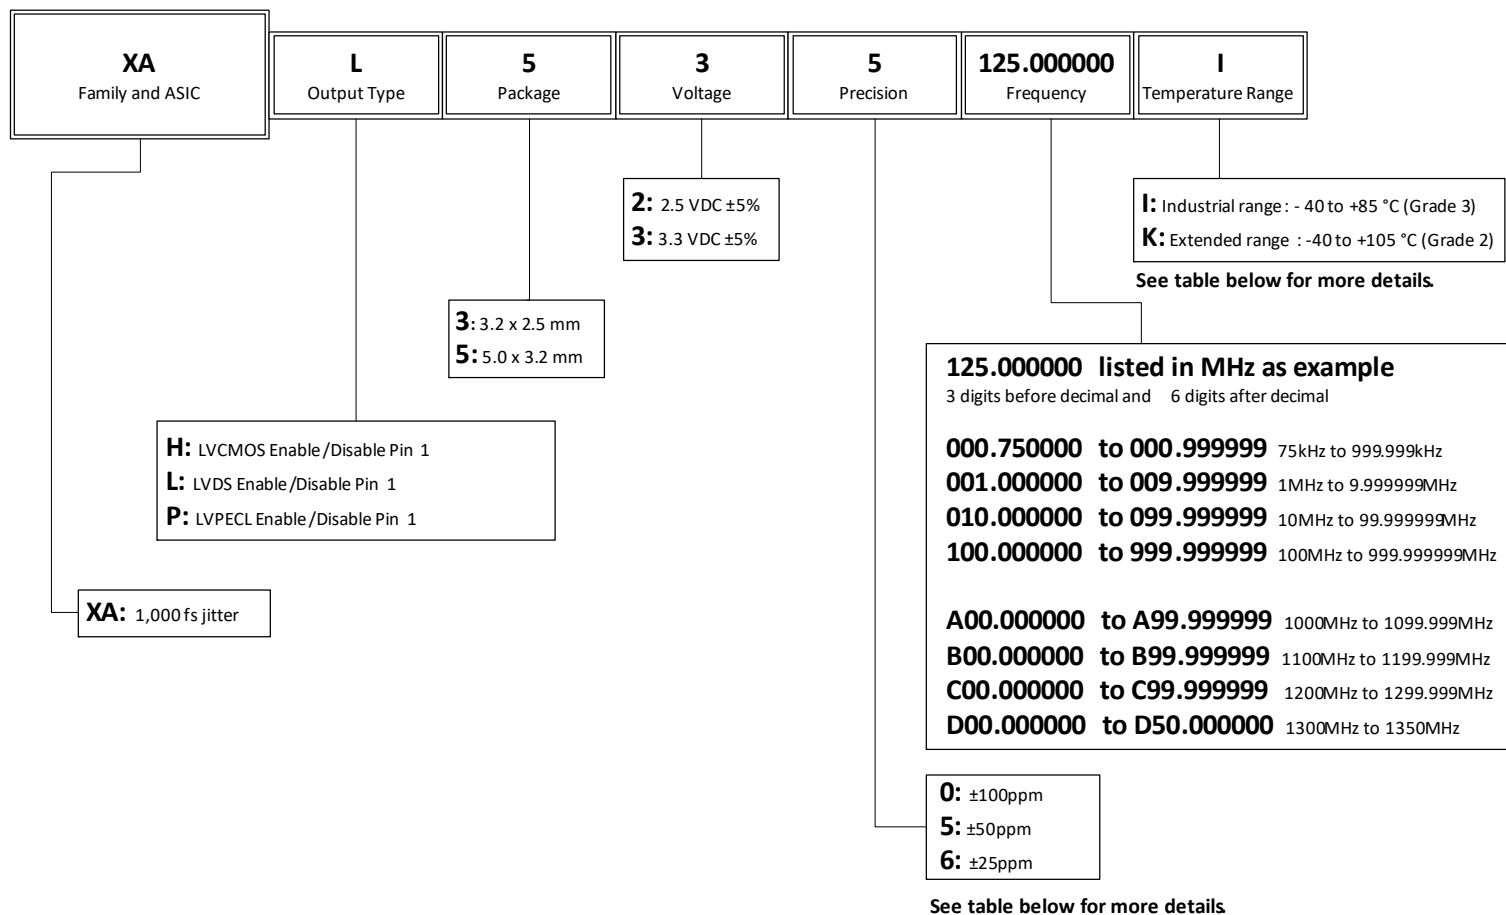 XA
Family and ASIC
L
Output Type
5
Package
3
Voltage
5
Precision
125.000000
Frequency
I
Temperature Range
2: 2.5 VDC ±5%
3: 3.3 VDC ±5%
I: Industrial range : - 40 to +85 °C (Grade 3)
K: Extended range : -40 to +105 °C (Grade 2)
See table below for more details.
3: 3.2 x 2.5 mm
5: 5.0 x 3.2 mm
125.000000 listed in MHz as example
3 digits before decimal and 6 digits after decimal
000.750000 to 000.999999 75kHz to 999.999kHz
001.000000 to 009.999999 1MHz to 9.999999MHz
010.000000 to 099.999999 10MHz to 99.999999MHz
100.000000 to 999.999999 100MHz to 999.999999MHz
A00.000000 to A99.999999 1000MHz to 1099.999MHz
B00.000000 to B99.999999 1100MHz to 1199.999MHz
C00.000000 to C99.999999 1200MHz to 1299.999MHz
D00.000000 to D50.000000 1300MHz to 1350MHz
H: LVCMOS Enable/Disable Pin 1
L: LVDS Enable/Disable Pin 1
P: LVPECL Enable/Disable Pin 1
XA: 1,000 fs jitter
0: ±100ppm
5: ±50ppm
6: ±25ppm
See table below for more details.